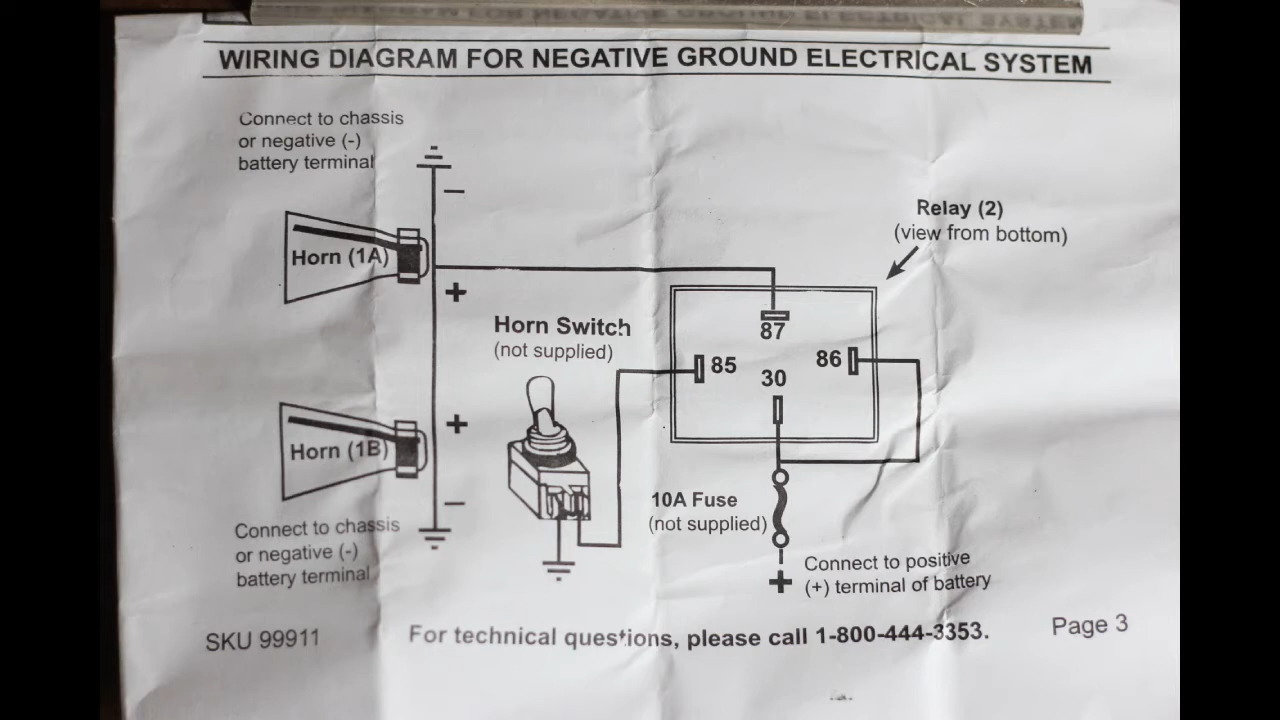 WIRING DIAGRAM FOR NEGATIVE GROUND ELECTRICAL SYSTEM
Connect to chassis
or negative (-)
battery terminal
−
Relay (2)
(view from bottom)
Horn (1A)
+
Horn Switch
(not supplied)
87
85
86
30
+
Horn (1B)
−
10A Fuse
(not supplied)
Connect to chassis
or negative (-)
battery terminal
+
Connect to positive
(+) terminal of battery
SKU 99911
For technical questions, please call 1-800-444-3353.
Page 3